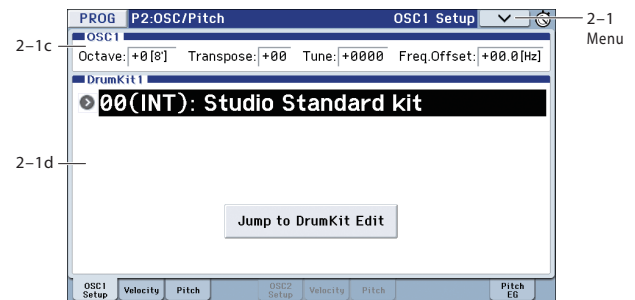 PROG P2:OSC/Pitch OSC1 Setup
2–1
Menu
2–1c
OSC1
Octave: +0[8'] Transpose: +00 Tune: +0000 Freq.Offset: +00.0[Hz]
DrumKit1
00(INT): Studio Standard kit
2–1d
Jump to DrumKit Edit
OSC1 Setup Velocity Pitch OSC2 Setup Velocity Pitch Pitch EG